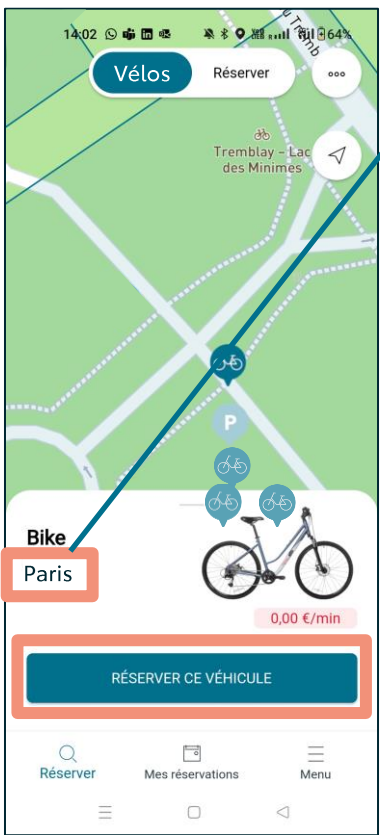 14:02 64%
u Tremb
Vélos Réserver
Tremblay - Lac
des Minimes
P
Bike
Paris
0,00 €/min
RÉSERVER CE VÉHICULE
Réserver Mes réservations Menu